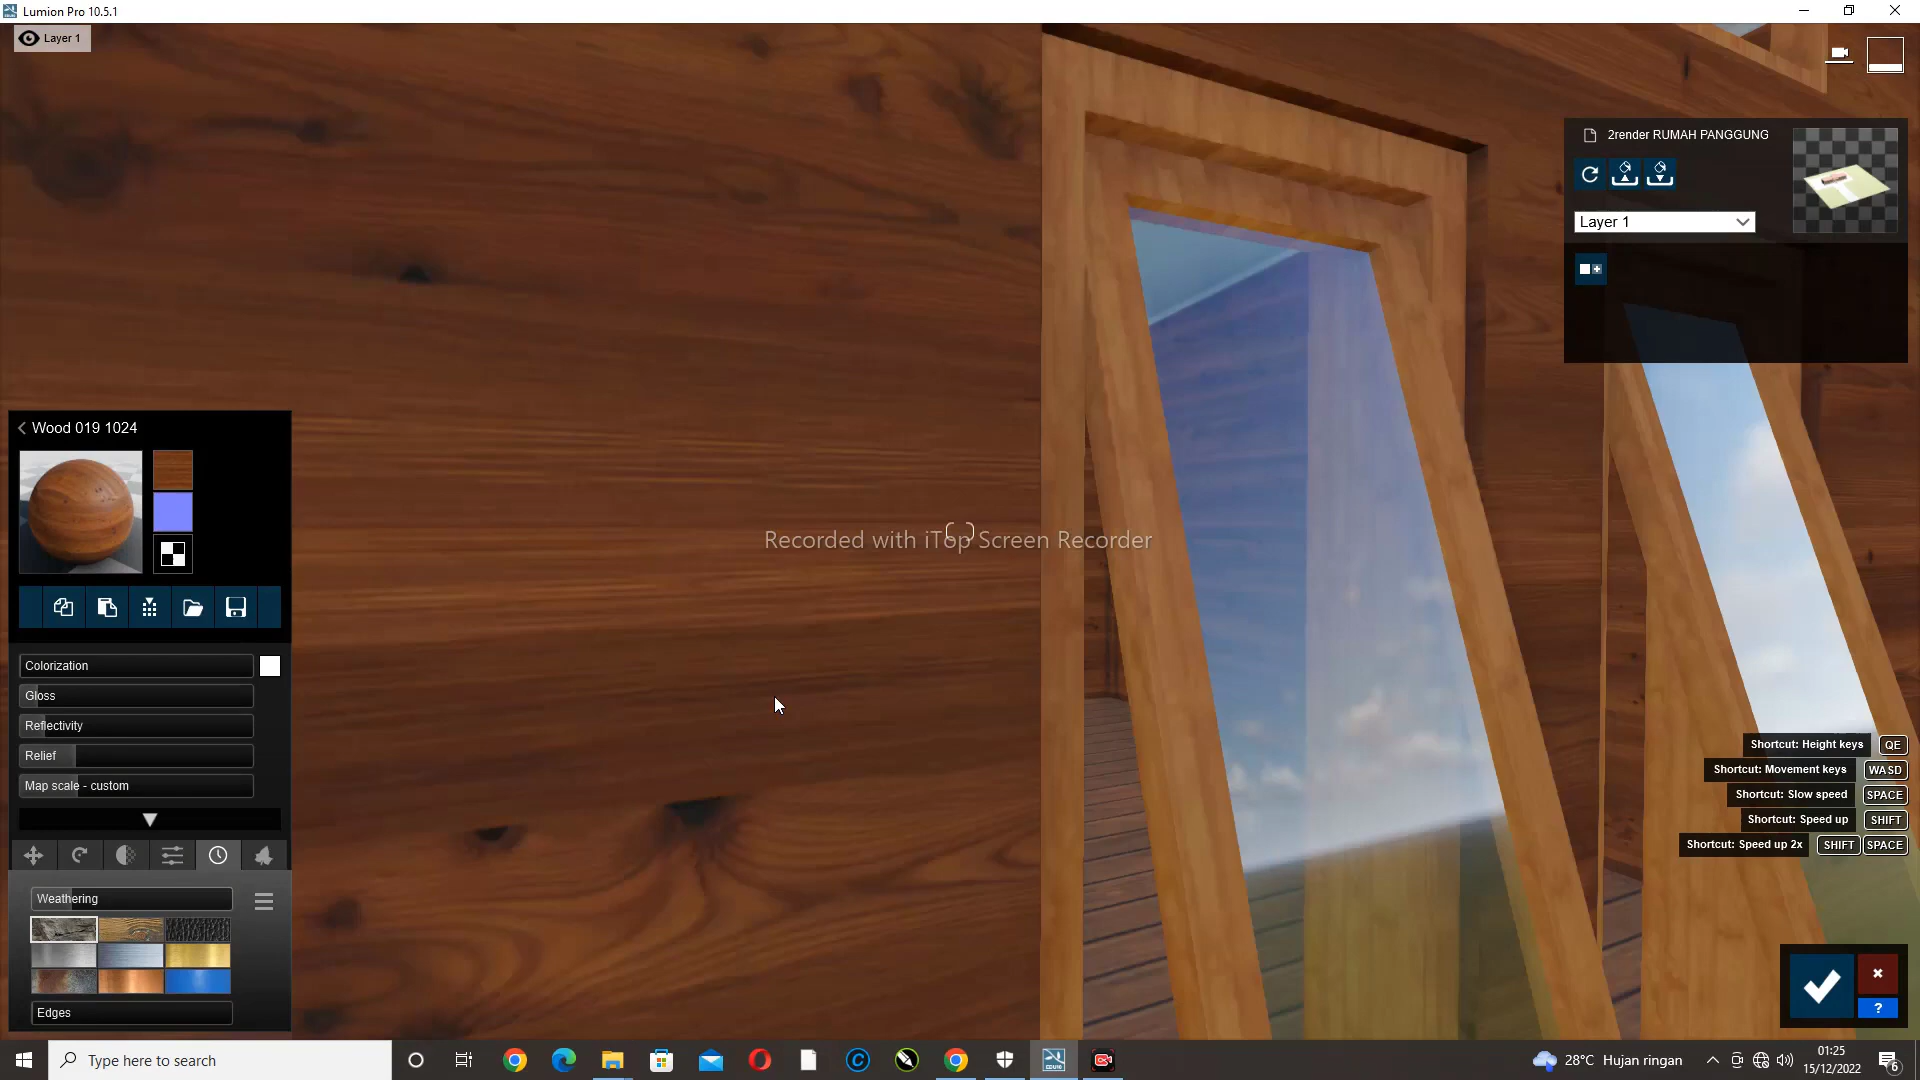 Lumion Pro 10.5.1
Layer 1
2render RUMAH PANGGUNG
Layer 1
Wood 019 1024
Recorded with iTop Screen Recorder
Colorization
Gloss
Reflectivity
Relief
Map scale - custom
Weathering
Edges
Shortcut: Height keys QE
Shortcut: Movement keys WASD
Shortcut: Slow speed SPACE
Shortcut: Speed up SHIFT
Shortcut: Speed up 2x SHIFT SPACE
?
Type here to search
28°C Hujan ringan
01:25
15/12/2022
6